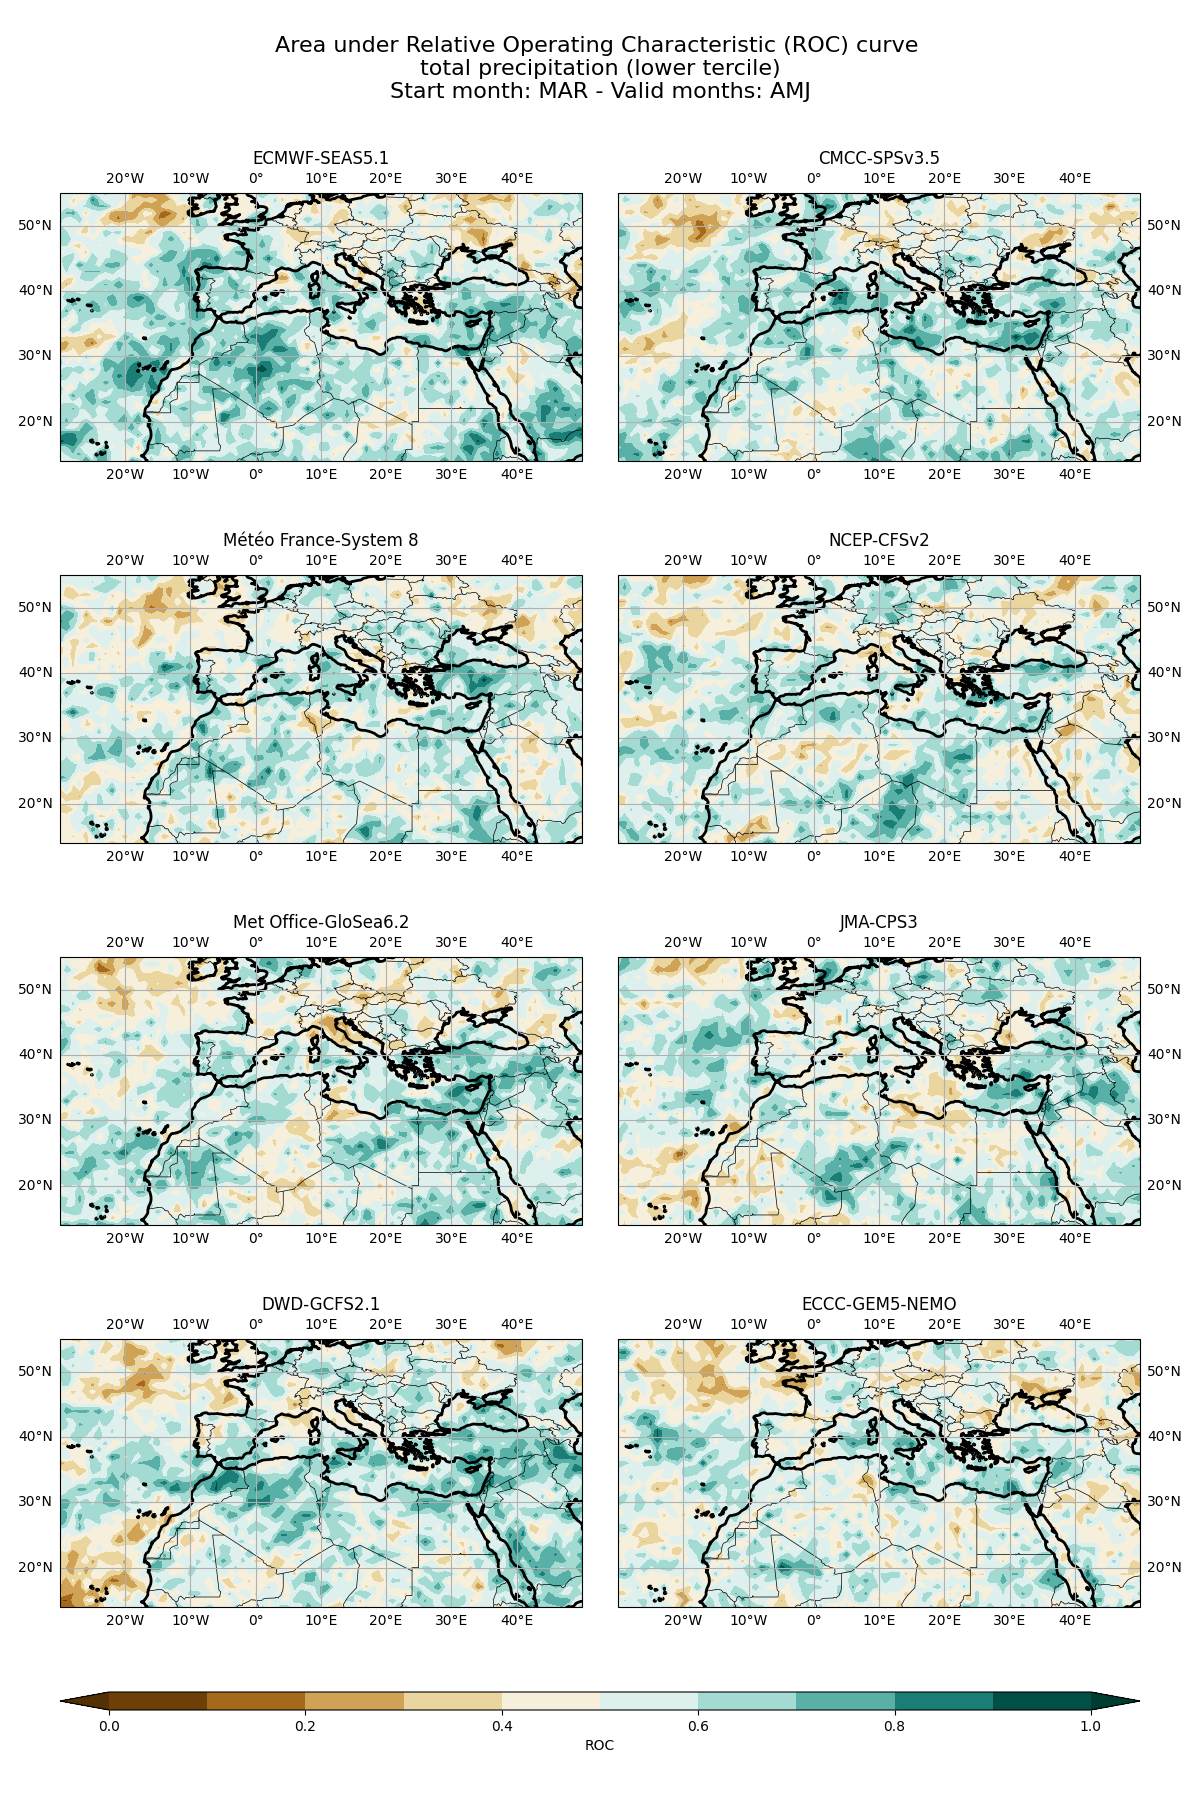 Area under Relative Operating Characteristic (ROC) curve
total precipitation (lower tercile)
Start month: MAR - Valid months: AMJ
ECMWF-SEAS5.1
20°W 10°W 0° 10°E 20°E 30°E 40°E
50°N
40°N
30°N
20°N
20°W 10°W 0° 10°E 20°E 30°E 40°E
CMCC-SPSv3.5
20°W 10°W 0° 10°E 20°E 30°E 40°E
50°N
40°N
30°N
20°N
20°W 10°W 0° 10°E 20°E 30°E 40°E
Météo France-System 8
20°W 10°W 0° 10°E 20°E 30°E 40°E
50°N
40°N
30°N
20°N
20°W 10°W 0° 10°E 20°E 30°E 40°E
NCEP-CFSv2
20°W 10°W 0° 10°E 20°E 30°E 40°E
50°N
40°N
30°N
20°N
20°W 10°W 0° 10°E 20°E 30°E 40°E
Met Office-GloSea6.2
20°W 10°W 0° 10°E 20°E 30°E 40°E
50°N
40°N
30°N
20°N
20°W 10°W 0° 10°E 20°E 30°E 40°E
JMA-CPS3
20°W 10°W 0° 10°E 20°E 30°E 40°E
50°N
40°N
30°N
20°N
20°W 10°W 0° 10°E 20°E 30°E 40°E
DWD-GCFS2.1
20°W 10°W 0° 10°E 20°E 30°E 40°E
50°N
40°N
30°N
20°N
20°W 10°W 0° 10°E 20°E 30°E 40°E
ECCC-GEM5-NEMO
20°W 10°W 0° 10°E 20°E 30°E 40°E
50°N
40°N
30°N
20°N
20°W 10°W 0° 10°E 20°E 30°E 40°E
0.0 0.2 0.4 0.6 0.8 1.0
ROC